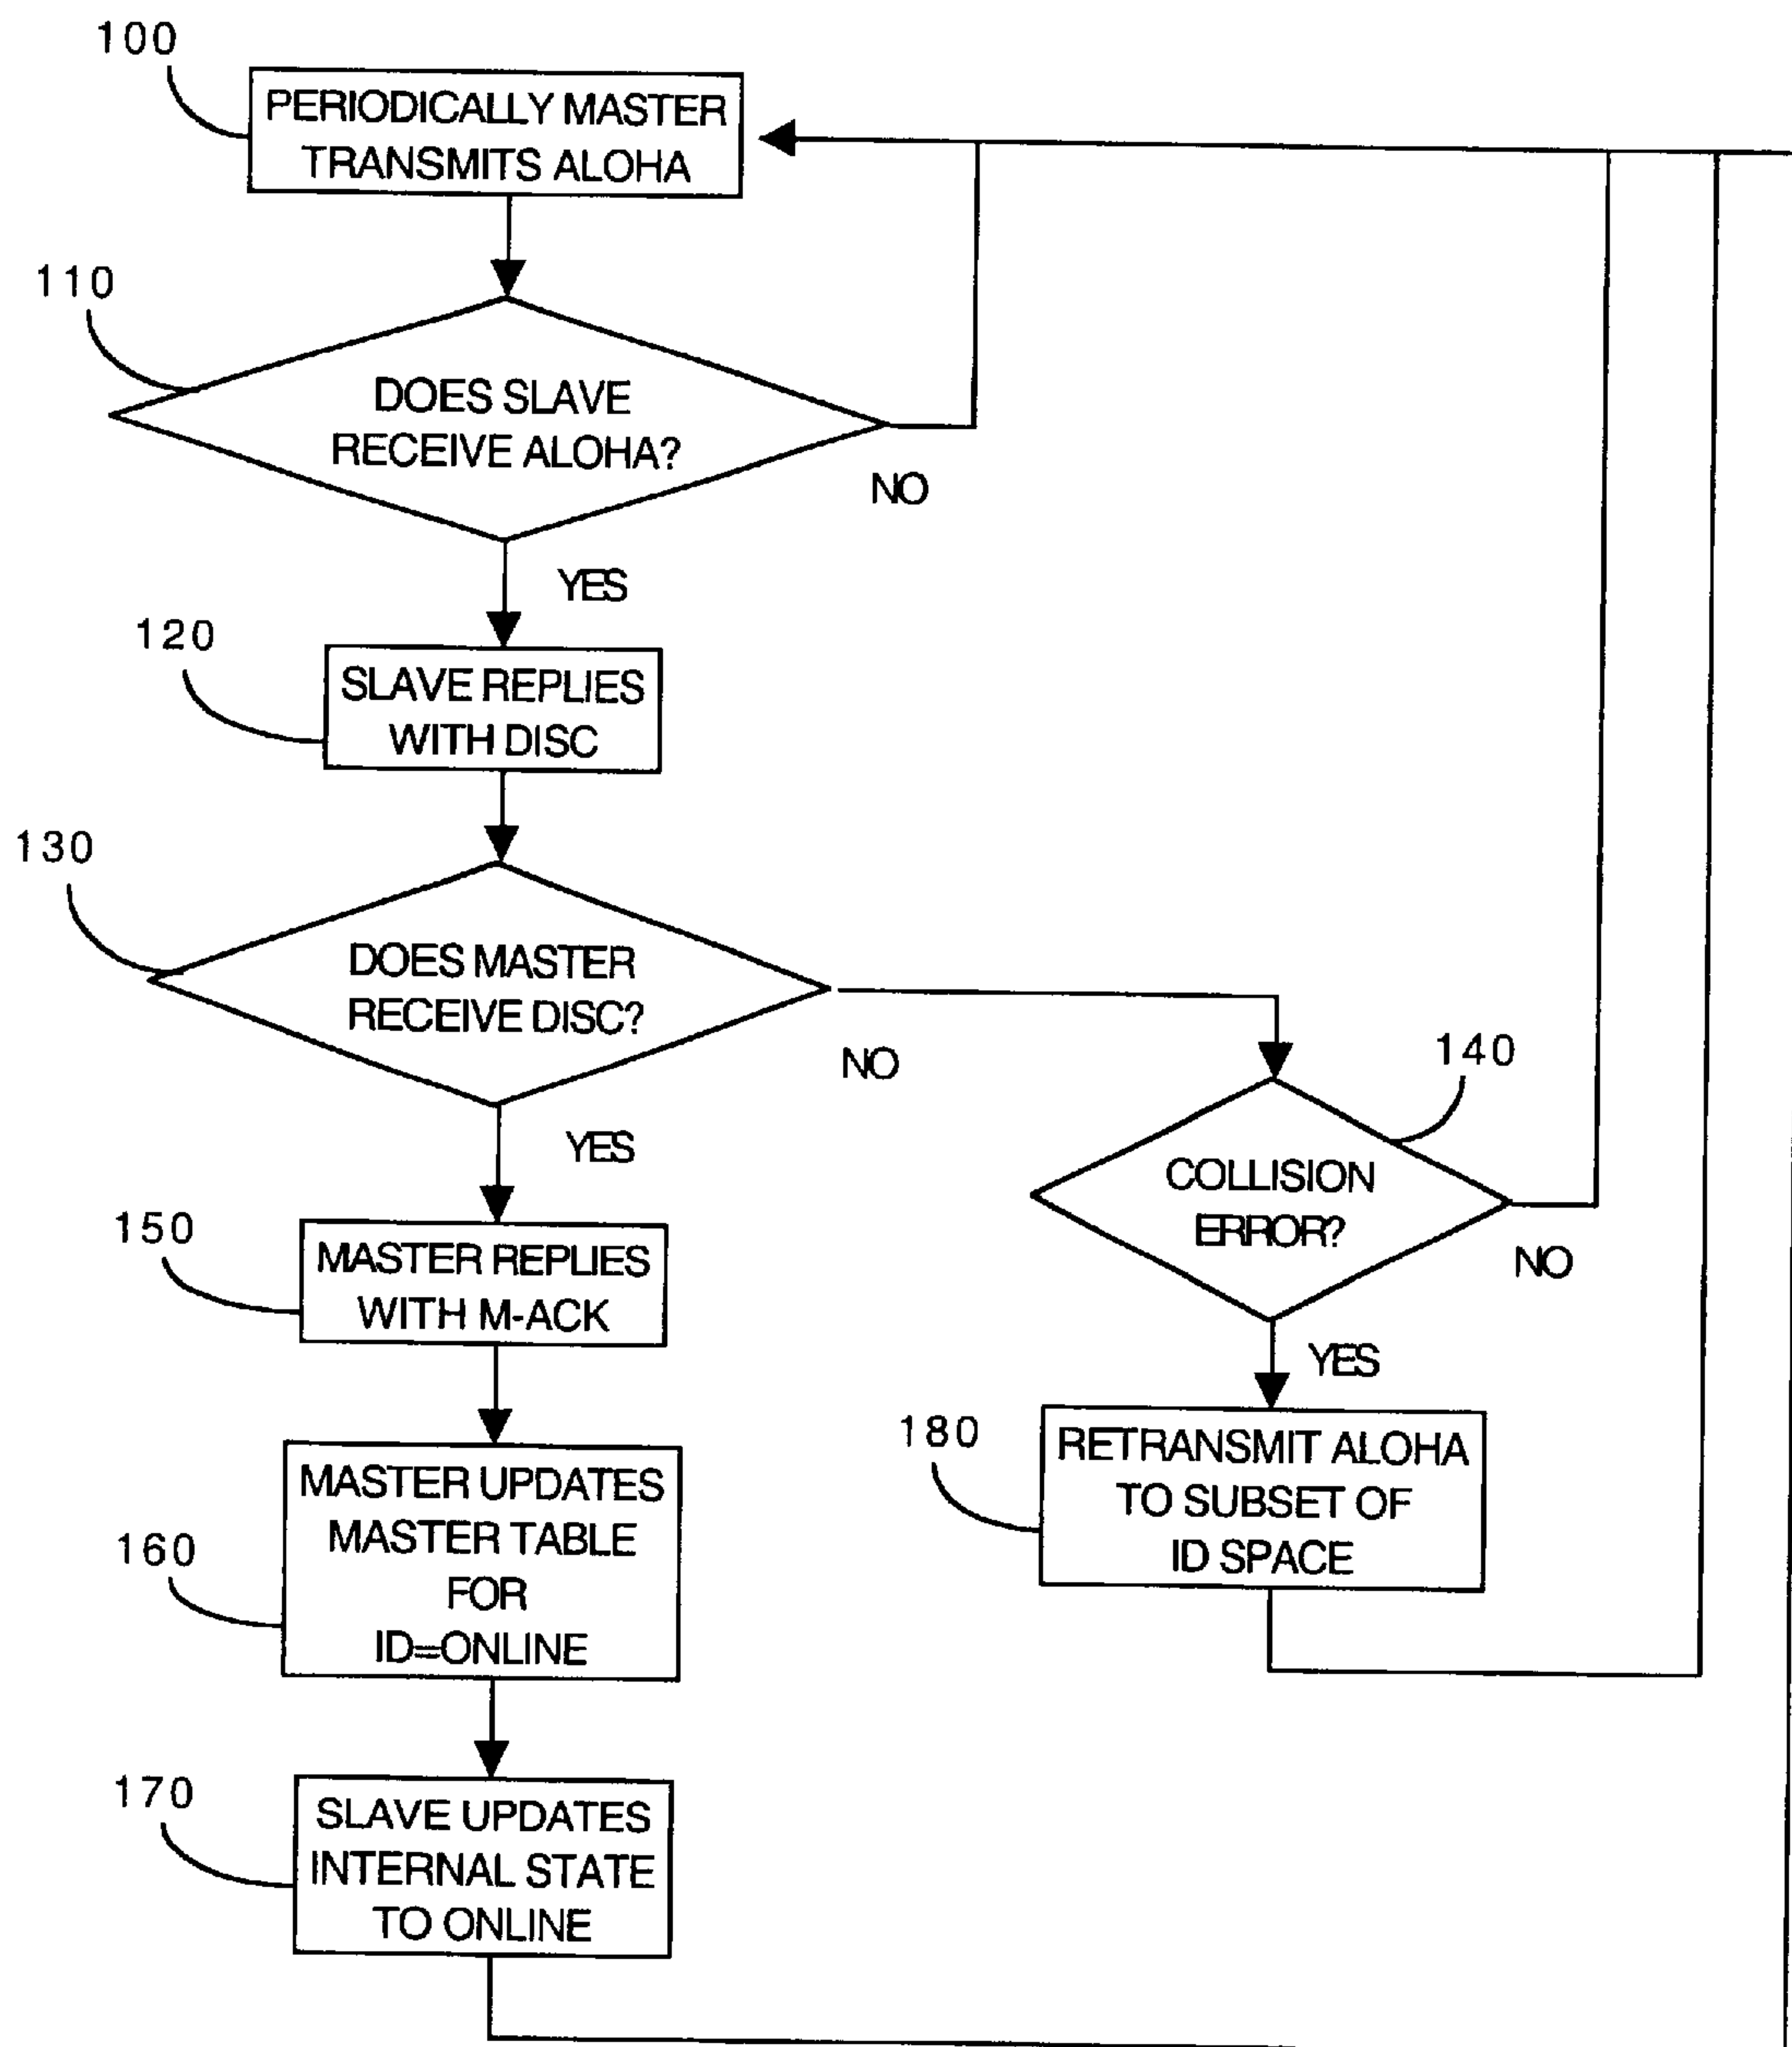 100
PERIODICALLY MASTER
TRANSMITS ALOHA
110
DOES SLAVE
RECEIVE ALOHA?
NO
YES
120
SLAVE REPLIES
WITH DISC
130
DOES MASTER
RECEIVE DISC?
NO
YES
140
COLLISION
ERROR?
NO
YES
150
MASTER REPLIES
WITH M-ACK
160
MASTER UPDATES
MASTER TABLE
FOR
ID=ONLINE
180
RETRANSMIT ALOHA
TO SUBSET OF
ID SPACE
170
SLAVE UPDATES
INTERNAL STATE
TO ONLINE